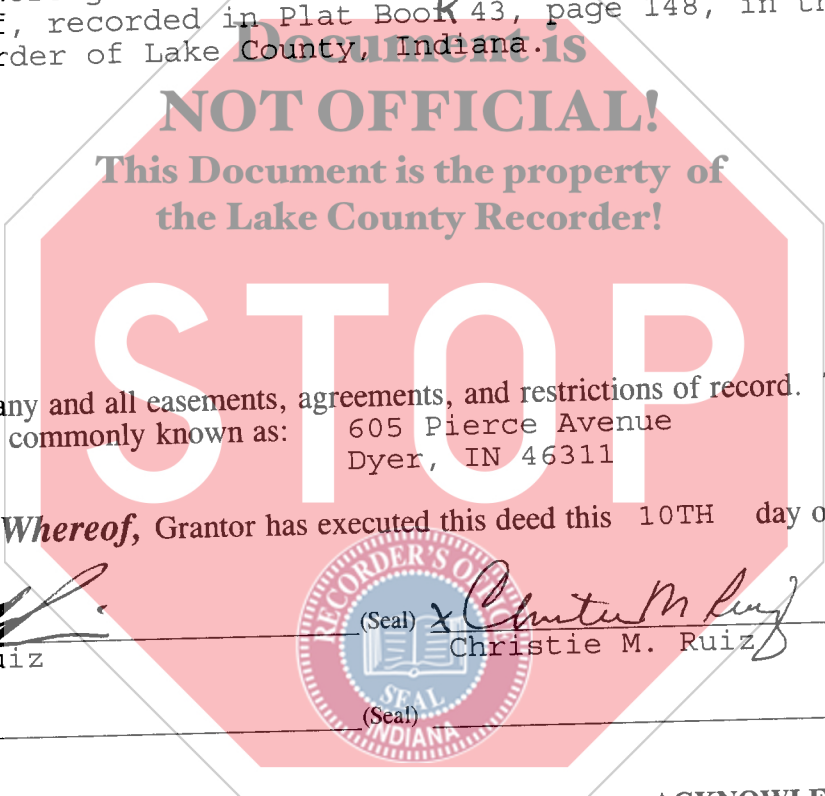 , recorded in Plat Book 43, page 148, in th
rder of Lake County, Indiana.
Document is
NOT OFFICIAL!
This Document is the property of
the Lake County Recorder!
STOP
any and all easements, agreements, and restrictions of record.
commonly known as: 605 Pierce Avenue
Dyer, IN 46311
Whereof, Grantor has executed this deed this 10TH day o
(Seal) x Christie M Ruiz
uiz Christie M. Ruiz
(Seal)
RECORDER'S OFFICE
SEAL
INDIANA
ACKNOWLE